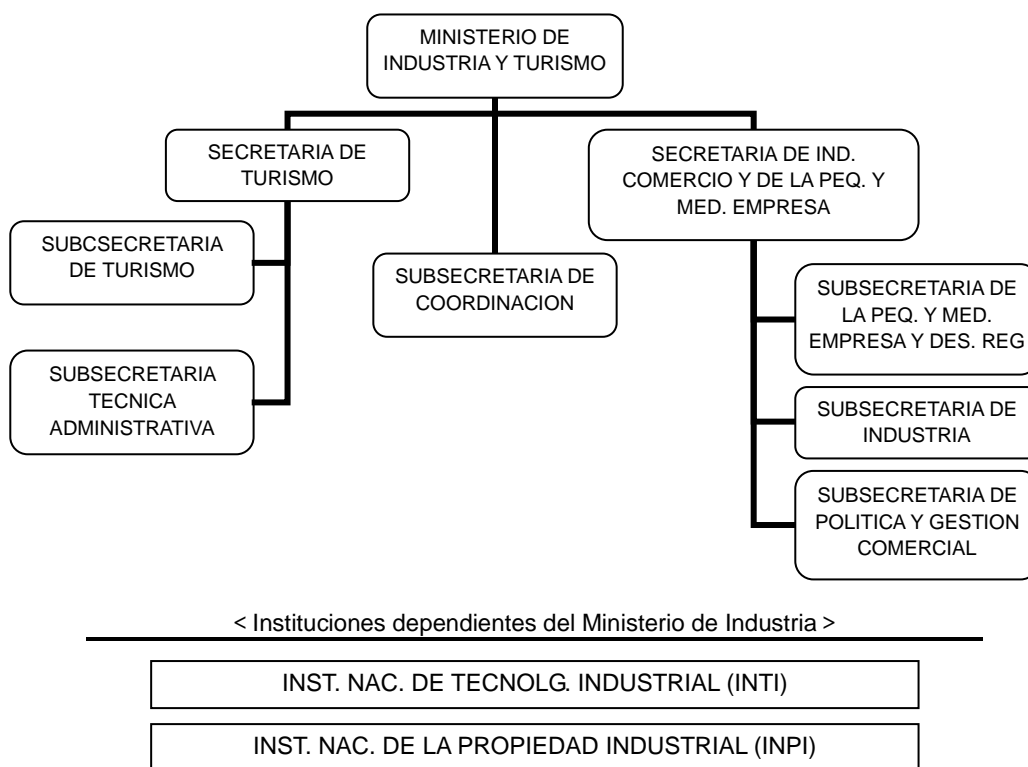 MINISTERIO DE
INDUSTRIA Y TURISMO
SECRETARIA DE
TURISMO
SECRETARIA DE IND.
COMERCIO Y DE LA PEQ. Y
MED. EMPRESA
SUBCSECRETARIA
DE TURISMO
SUBSECRETARIA DE
COORDINACION
SUBSECRETARIA DE
LA PEQ. Y MED.
EMPRESA Y DES. REG
SUBSECRETARIA
TECNICA
ADMINISTRATIVA
SUBSECRETARIA DE
INDUSTRIA
SUBSECRETARIA DE
POLITICA Y GESTION
COMERCIAL
< Instituciones dependientes del Ministerio de Industria >
INST. NAC. DE TECNOLG. INDUSTRIAL (INTI)
INST. NAC. DE LA PROPIEDAD INDUSTRIAL (INPI)